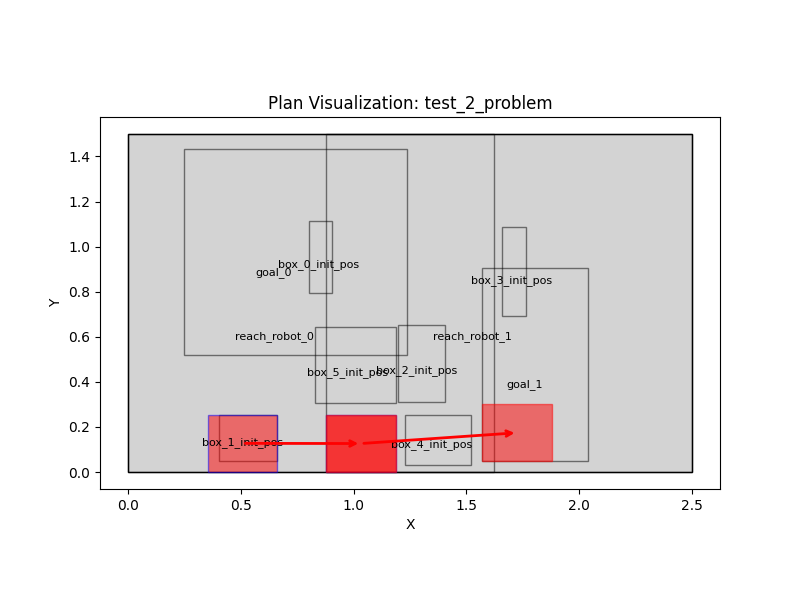 Plan Visualization: test_2_problem
1.4
1.2
1.0
0.8
0.6
0.4
0.2
0.0
Y
box_0_init_pos
goal_0
box_3_init_pos
reach_robot_0
reach_robot_1
box_5_init_pos
box_2_init_pos
goal_1
box_1_init_pos
box_4_init_pos
0.0
0.5
1.0
1.5
2.0
2.5
X